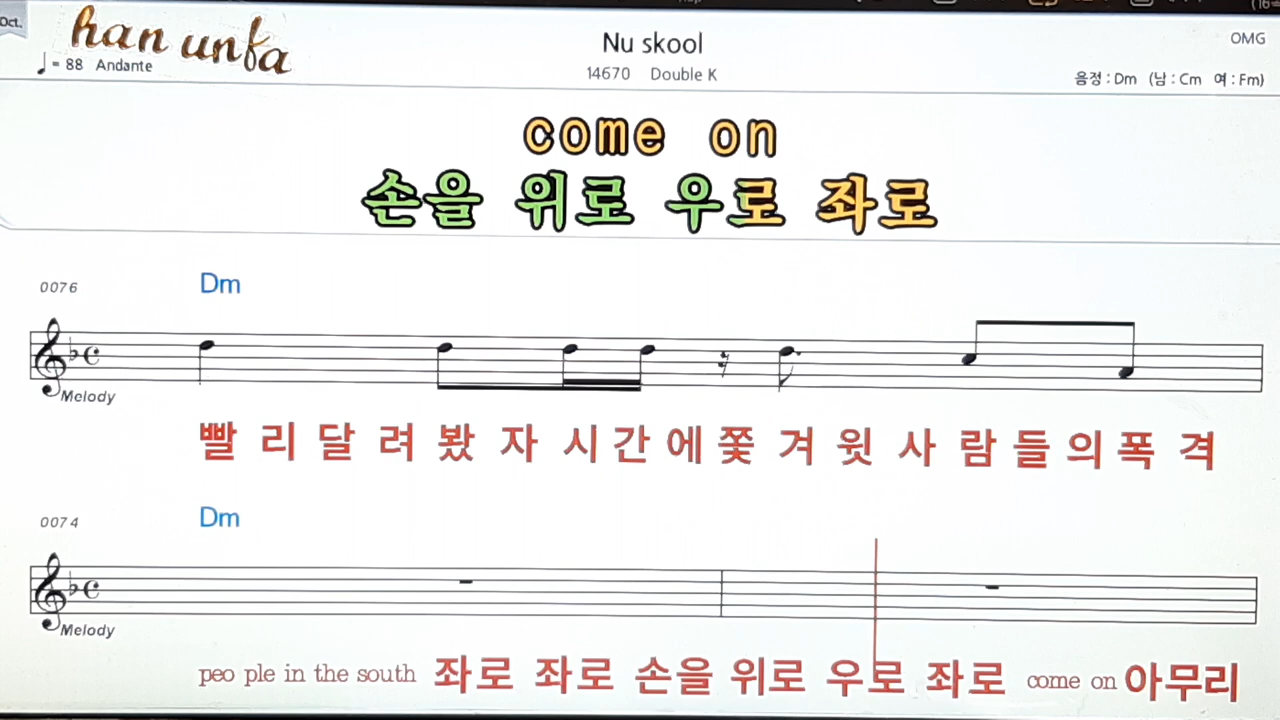 Oct.
han unfa
♩ = 88 Andante
Nu skool
14670 Double K
OMG
음정 : Dm (남 : Cm 여 : Fm)
come on
손을 위로 우로 좌로
0076
Dm
Melody
빨 리 달 려 봤 자 시 간 에 쫓 겨 윗 사 람 들 의 폭 격
0074
Dm
Melody
peo ple in the south 좌로 좌로 손을 위로 우로 좌로 come on 아무리